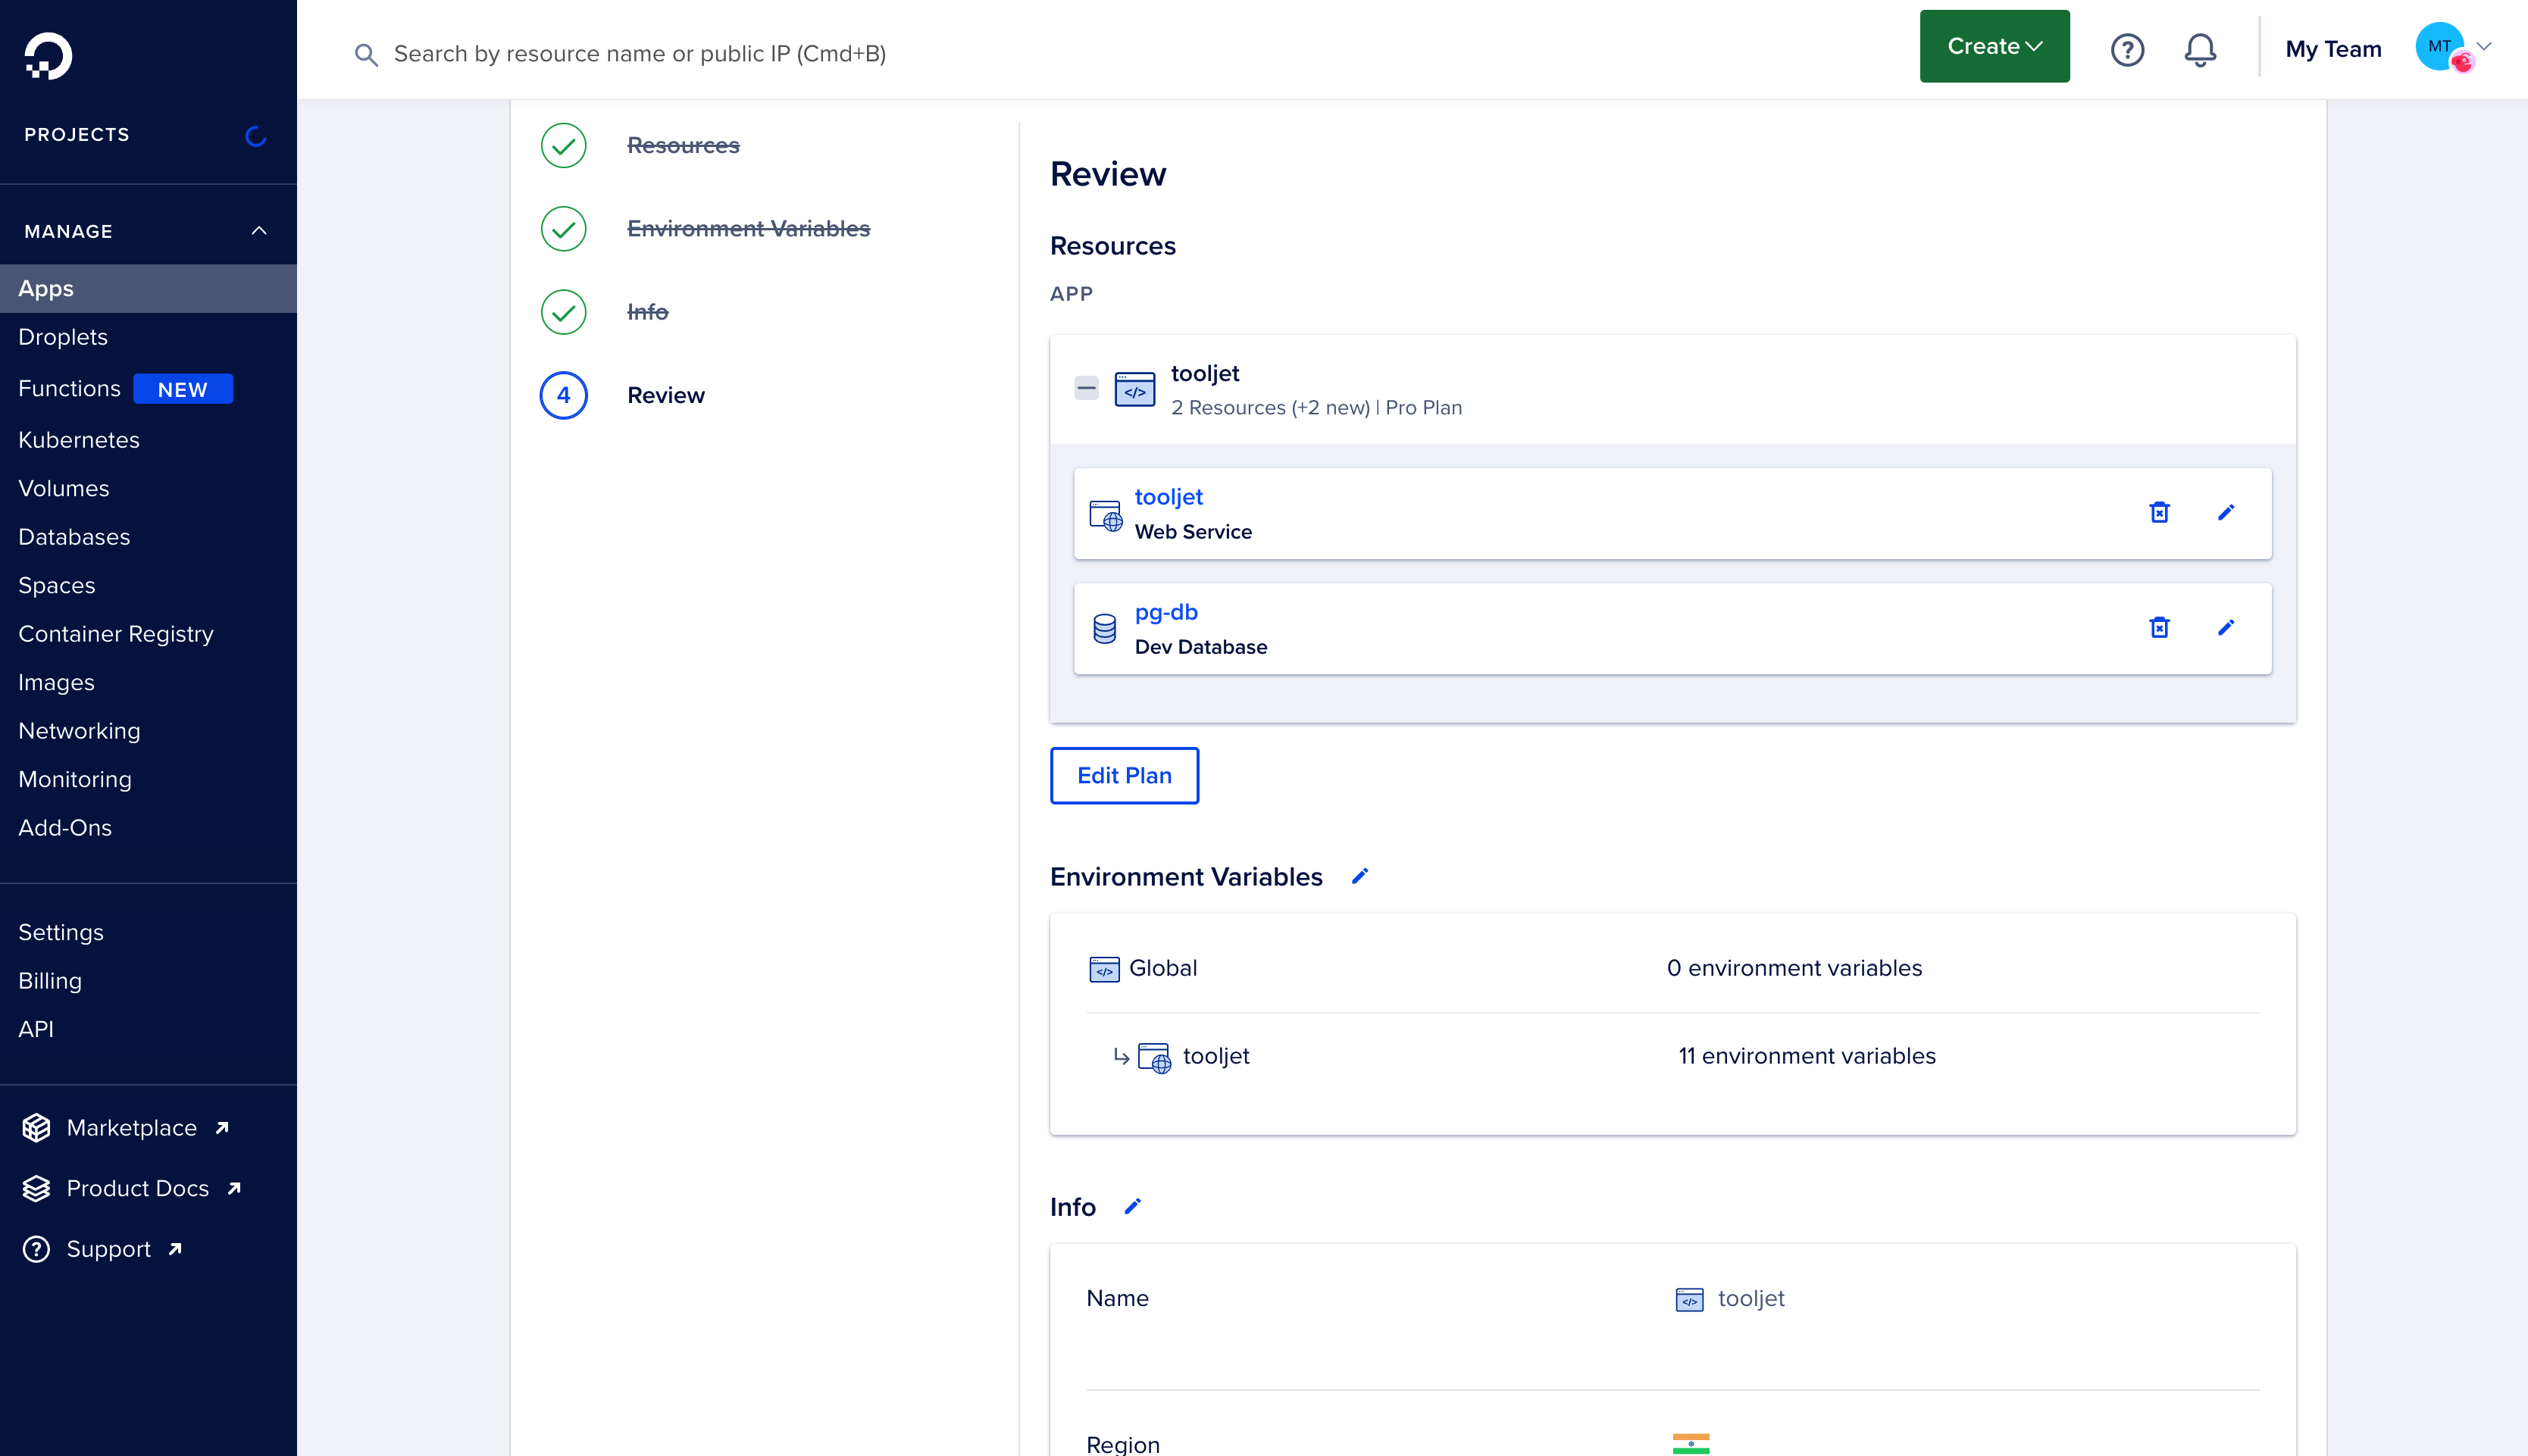 Search by resource name or public IP (Cmd+B)
Create
My Team
MT
PROJECTS
MANAGE
Apps
Droplets
Functions NEW
Kubernetes
Volumes
Databases
Spaces
Container Registry
Images
Networking
Monitoring
Add-Ons
Settings
Billing
API
Marketplace
Product Docs
Support
Resources
Environment Variables
Info
4 Review
Review
Resources
APP
tooljet
2 Resources (+2 new) | Pro Plan
tooljet
Web Service
pg-db
Dev Database
Edit Plan
Environment Variables
Global 0 environment variables
tooljet 11 environment variables
Info
Name tooljet
Region